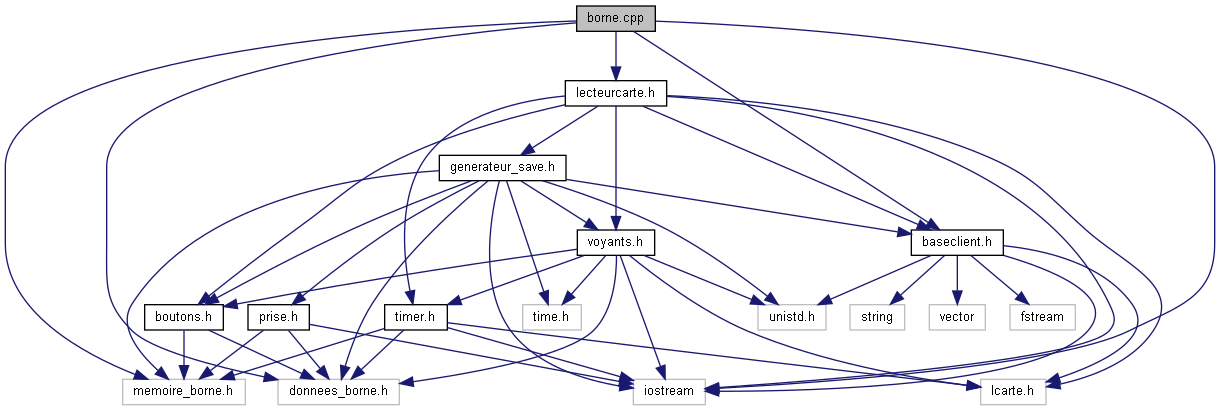 borne.cpp
lecteurcarte.h
generateur_save.h
voyants.h
baseclient.h
boutons.h
prise.h
timer.h
time.h
unistd.h
string
vector
fstream
memoire_borne.h
donnees_borne.h
iostream
lcarte.h